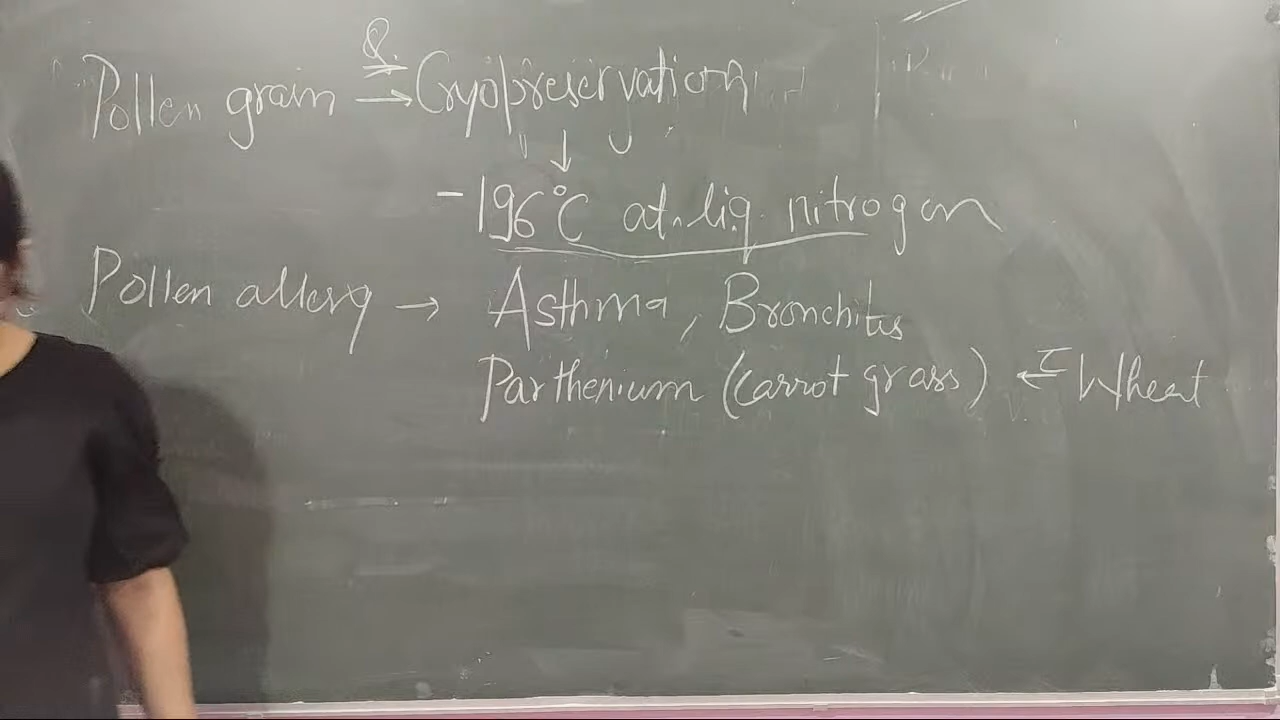 Pollen grain Q. → Cryopreservation
↓
-196°C at liq. nitrogen
Pollen allerg → Asthma, Bronchitis
Parthenium (carrot grass) ← Wheat